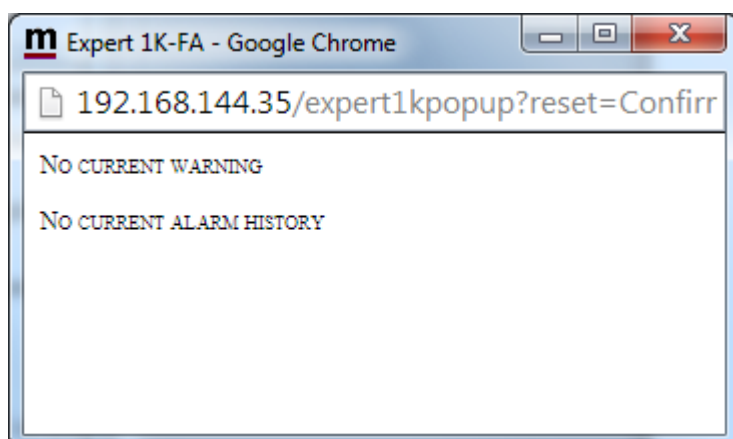 m Expert 1K-FA - Google Chrome
192.168.144.35/expert1kpopup?reset=Confirr
No current warning
No current alarm history